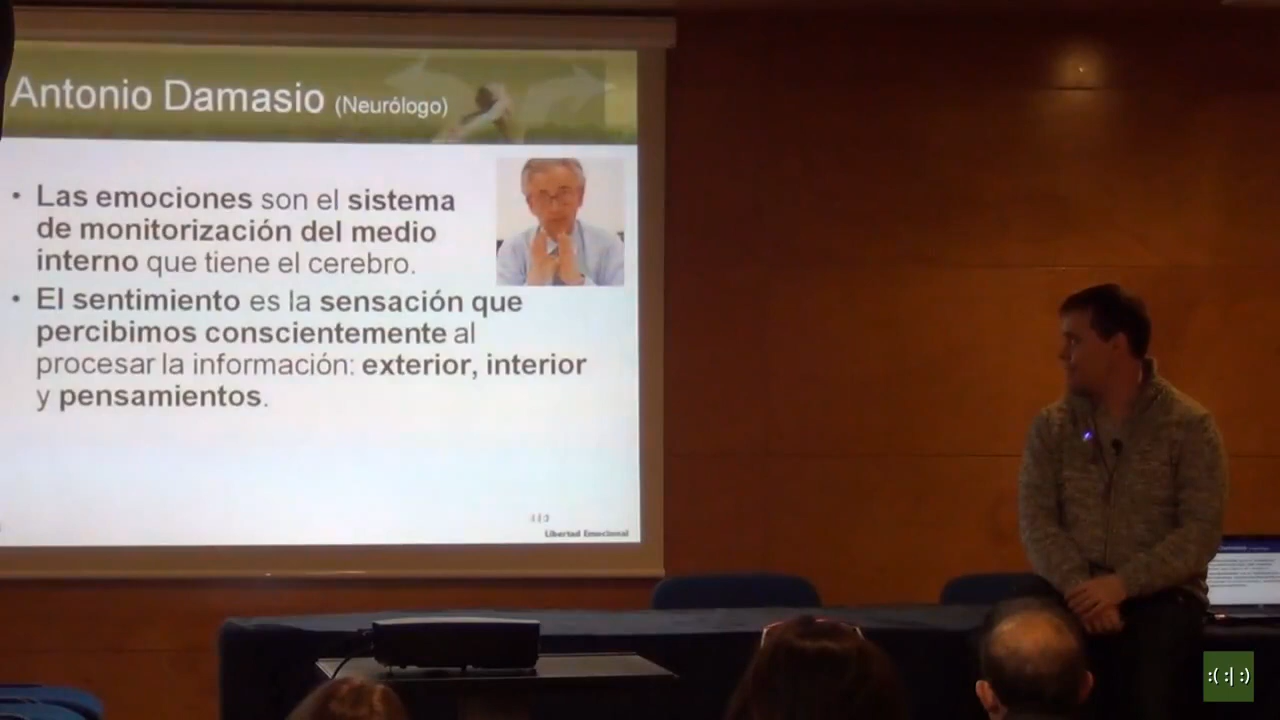 Antonio Damasio (Neurólogo)
• Las emociones son el sistema
de monitorización del medio
interno que tiene el cerebro.
• El sentimiento es la sensación que
percibimos conscientemente al
procesar la información: exterior, interior
y pensamientos.
Libertad Emocional
:( :| :)